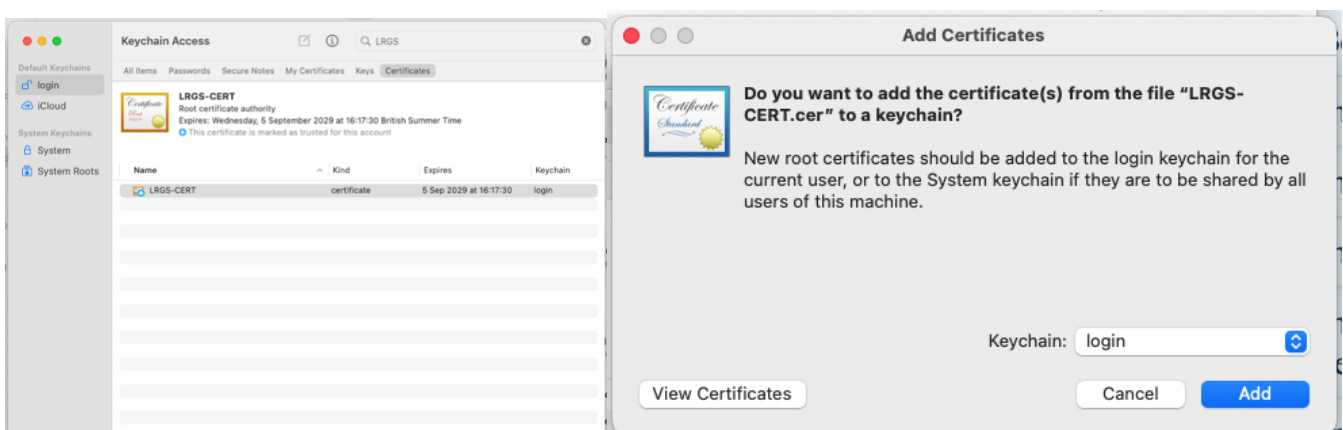 Keychain Access
LRGS
Default Keychains
login
iCloud
System Keychains
System
System Roots
All Items Passwords Secure Notes My Certificates Keys Certificates
LRGS-CERT
Root certificate authority
Expires: Wednesday, 5 September 2029 at 16:17:30 British Summer Time
This certificate is marked as trusted for this account
Name Kind Expires Keychain
LRGS-CERT certificate 5 Sep 2029 at 16:17:30 login
Add Certificates
Certificate
Standard
Do you want to add the certificate(s) from the file “LRGS-
CERT.cer” to a keychain?
New root certificates should be added to the login keychain for the
current user, or to the System keychain if they are to be shared by all
users of this machine.
Keychain: login
View Certificates Cancel Add